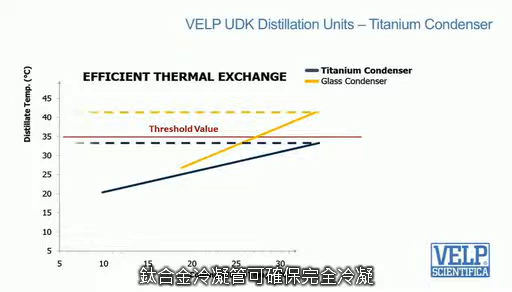 VELP UDK Distillation Units – Titanium Condenser
EFFICIENT THERMAL EXCHANGE
Titanium Condenser
Glass Condenser
Distillate Temp. (°C)
45
40
35
30
25
20
15
10
5
Threshold Value
5
10
15
20
25
30
鈦合金冷凝管可確保完全冷凝
VELP
SCIENTIFICA